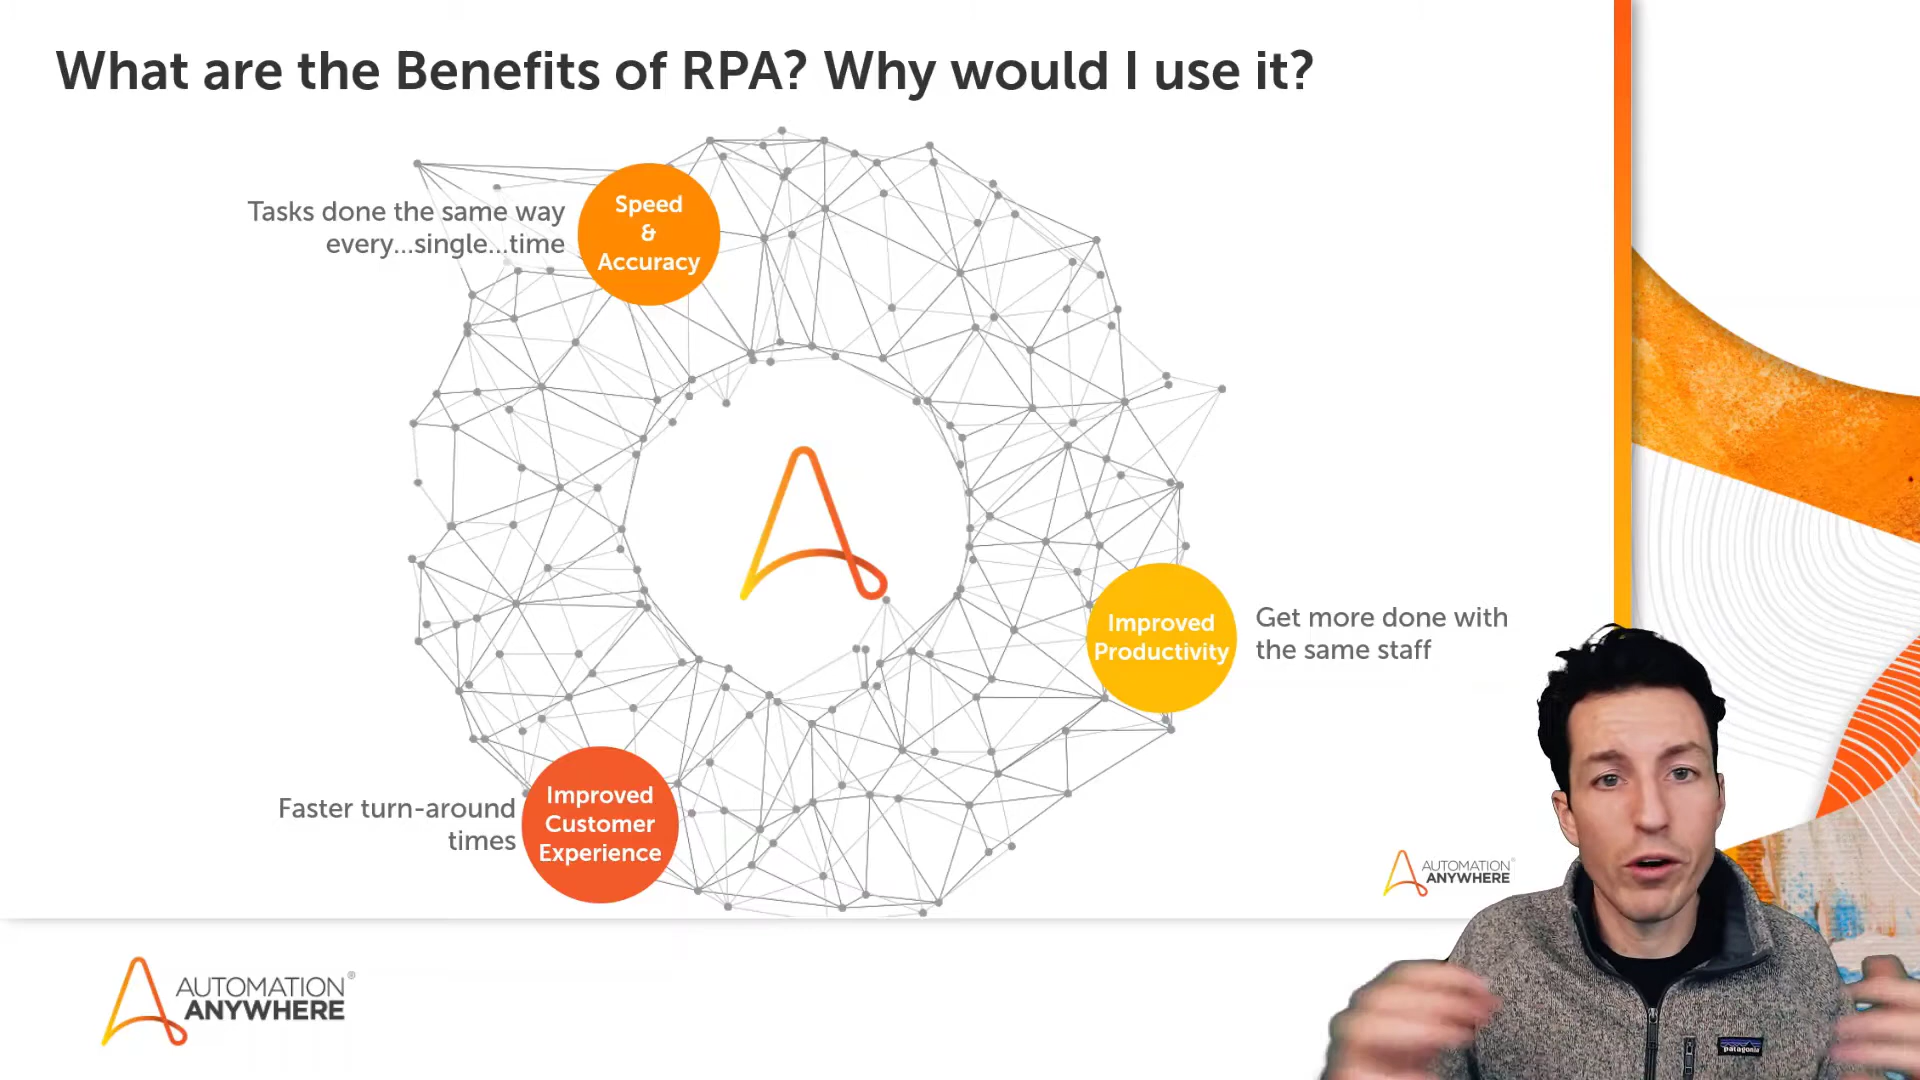 What are the Benefits of RPA? Why would I use it?
Tasks done the same way
every...single...time
Speed
&
Accuracy
Improved
Productivity
Get more done with
the same staff
Faster turn-around
times
Improved
Customer
Experience
AUTOMATION
ANYWHERE
AUTOMATION®
ANYWHERE
patagonia